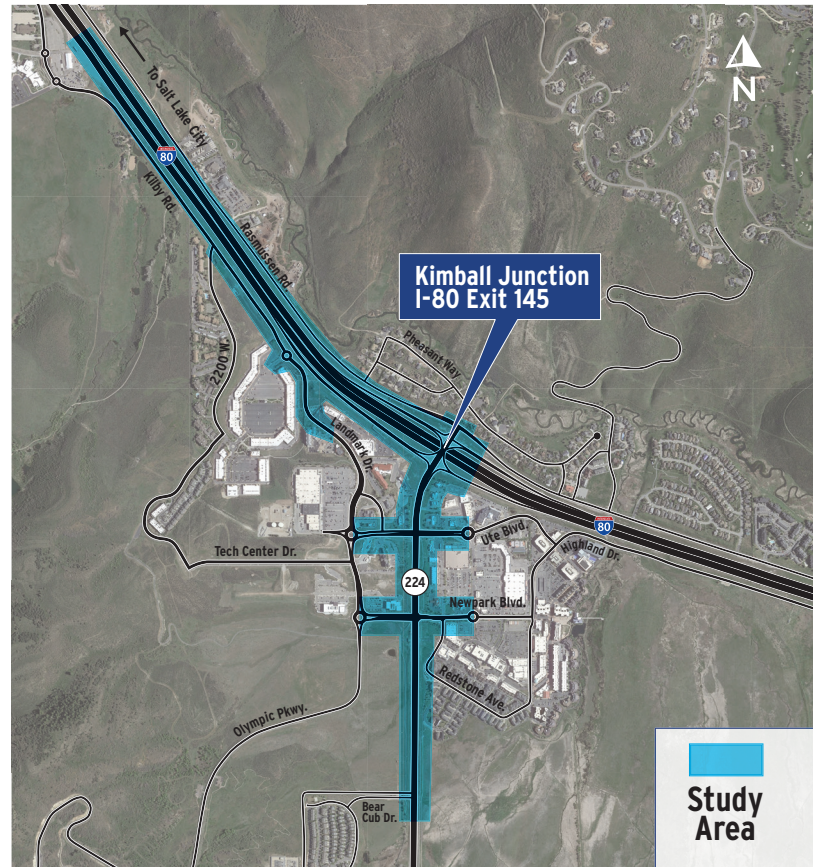 To Salt Lake City
N
80
Kilby Rd.
Rasmussen Rd.
Kimball Junction
I-80 Exit 145
Pheasant Way
2200 W.
Landmark Dr.
80
Ute Blvd.
Highland Dr.
Tech Center Dr.
224
Newpark Blvd.
Redstone Ave.
Olympic Pkwy.
Bear
Cub Dr.
Study
Area